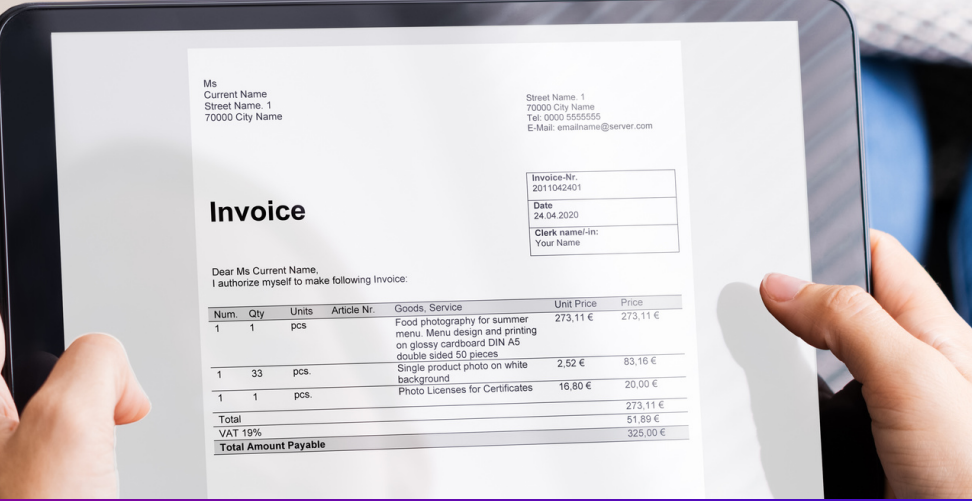 Ms
Current Name
Street Name. 1
70000 City Name
Street Name. 1
70000 City Name
Tel: 0000 5555555
E-Mail: emailname@server.com
Invoice
Invoice-Nr.
2011042401
Date
24.04.2020
Clerk name/-in:
Your Name
Dear Ms Current Name,
I authorize myself to make following Invoice:
Num. Qty Units Article Nr. Goods, Service Unit Price Price
1 1 pcs Food photography for summer 273,11 € 273,11 €
menu. Menu design and printing
on glossy cardboard DIN A5
double sided 50 pieces
1 33 pcs. Single product photo on white 2,52 € 83,16 €
background
1 1 pcs. Photo Licenses for Certificates 16,80 € 20,00 €
273,11 €
Total 51,89 €
VAT 19% 325,00 €
Total Amount Payable